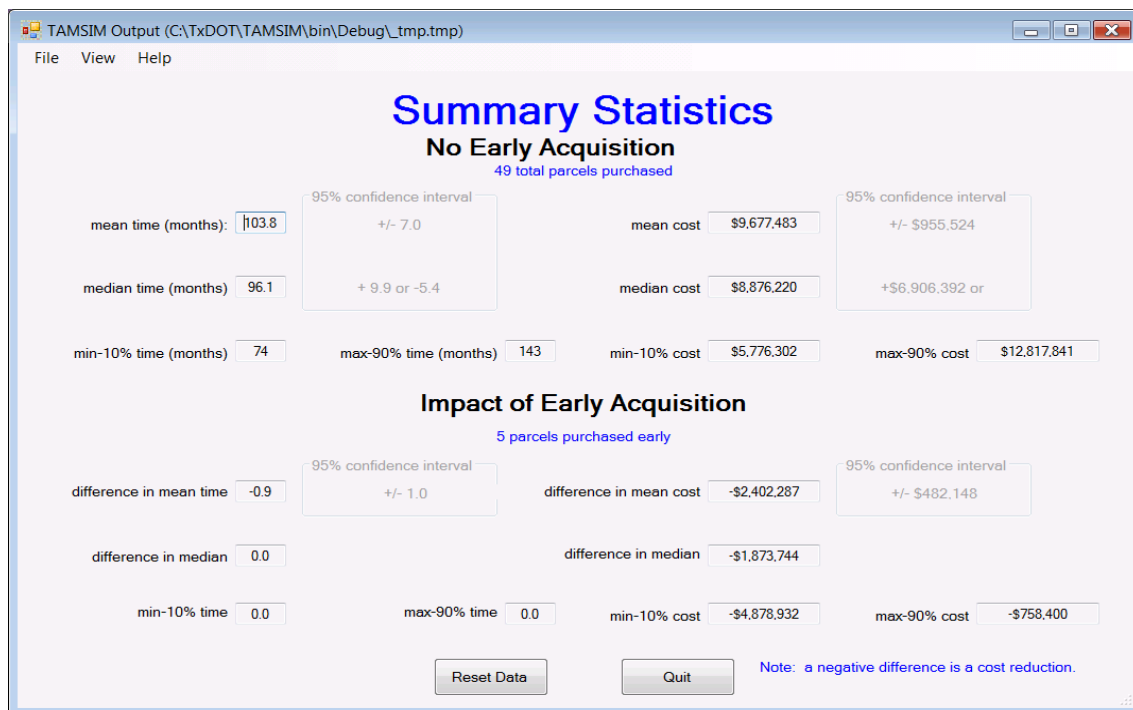 TAMSIM Output (C:\TxDOT\TAMSIM\bin\Debug\_tmp.tmp)
File View Help
Summary Statistics
No Early Acquisition
49 total parcels purchased
95% confidence interval 95% confidence interval
mean time (months): 103.8 +/- 7.0 mean cost $9,677,483 +/- $955,524
median time (months) 96.1 + 9.9 or -5.4 median cost $8,876,220 +$6,906,392 or
min-10% time (months) 74 max-90% time (months) 143 min-10% cost $5,776,302 max-90% cost $12,817,841
Impact of Early Acquisition
5 parcels purchased early
95% confidence interval 95% confidence interval
difference in mean time -0.9 +/- 1.0 difference in mean cost -$2,402,287 +/- $482,148
difference in median 0.0 difference in median -$1,873,744
min-10% time 0.0 max-90% time 0.0 min-10% cost -$4,878,932 max-90% cost -$758,400
Reset Data Quit Note: a negative difference is a cost reduction.